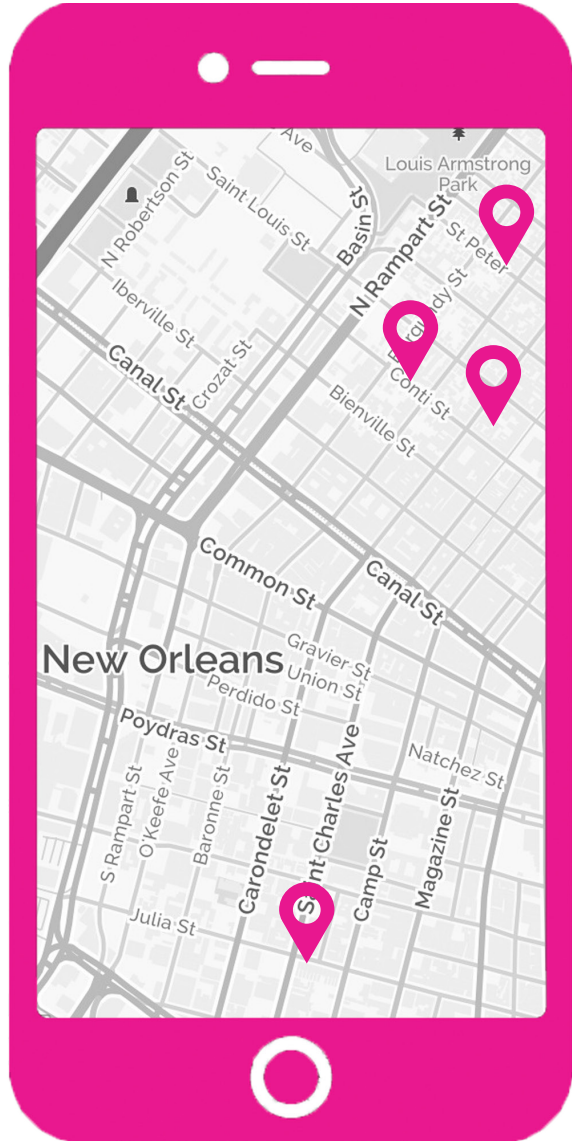 Ave
Louis Armstrong
Park
N Robertson St
Saint Louis St
Basin St
N Rampart St
St Peter
Iberville St
Canal St
Crozat St
Conti St
Bienville St
Common St
Canal St
New Orleans
Gravier St
Union St
Perdido St
Poydras St
Natchez St
S Rampart St
O'Keefe Ave
Baronne St
Carondelet St
Saint Charles Ave
Camp St
Magazine St
Julia St